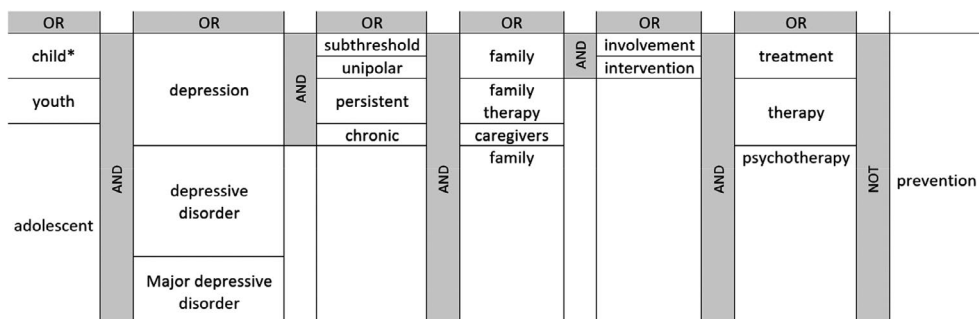 OR OR OR OR OR OR
child* AND depression AND subthreshold AND family AND involvement AND treatment NOT prevention
unipolar intervention
youth persistent family
therapy therapy
chronic caregivers
adolescent depressive
disorder family psychotherapy
Major depressive
disorder